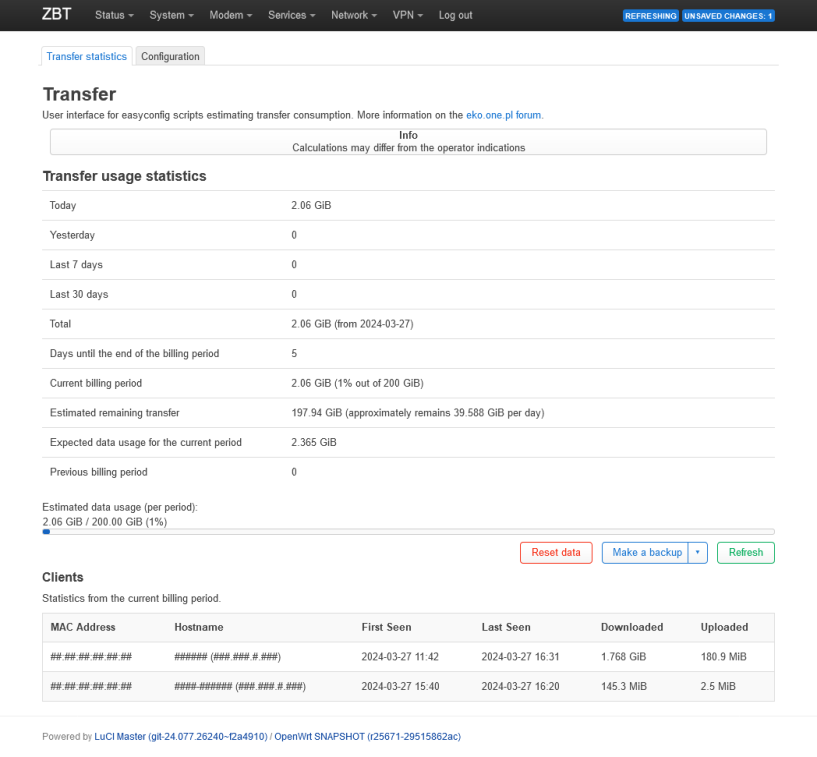 ZBT Status System Modem Services Network VPN Log out REFRESHING UNSAVED CHANGES: 1
Transfer statistics Configuration
Transfer
User interface for easyconfig scripts estimating transfer consumption. More information on the eko.one.pl forum.
Info
Calculations may differ from the operator indications
Transfer usage statistics
Today 2.06 GiB
Yesterday 0
Last 7 days 0
Last 30 days 0
Total 2.06 GiB (from 2024-03-27)
Days until the end of the billing period 5
Current billing period 2.06 GiB (1% out of 200 GiB)
Estimated remaining transfer 197.94 GiB (approximately remains 39.588 GiB per day)
Expected data usage for the current period 2.365 GiB
Previous billing period 0
Estimated data usage (per period):
2.06 GiB / 200.00 GiB (1%)
Reset data Make a backup Refresh
Clients
Statistics from the current billing period.
MAC Address Hostname First Seen Last Seen Downloaded Uploaded
##:##:##:##:##:## ###### (###.###.#.###) 2024-03-27 11:42 2024-03-27 16:31 1.768 GiB 180.9 MiB
##:##:##:##:##:## ####-###### (###.###.#.###) 2024-03-27 15:40 2024-03-27 16:20 145.3 MiB 2.5 MiB
Powered by LuCI Master (git-24.077.26240~f2a4910) / OpenWrt SNAPSHOT (r25671-29515862ac)